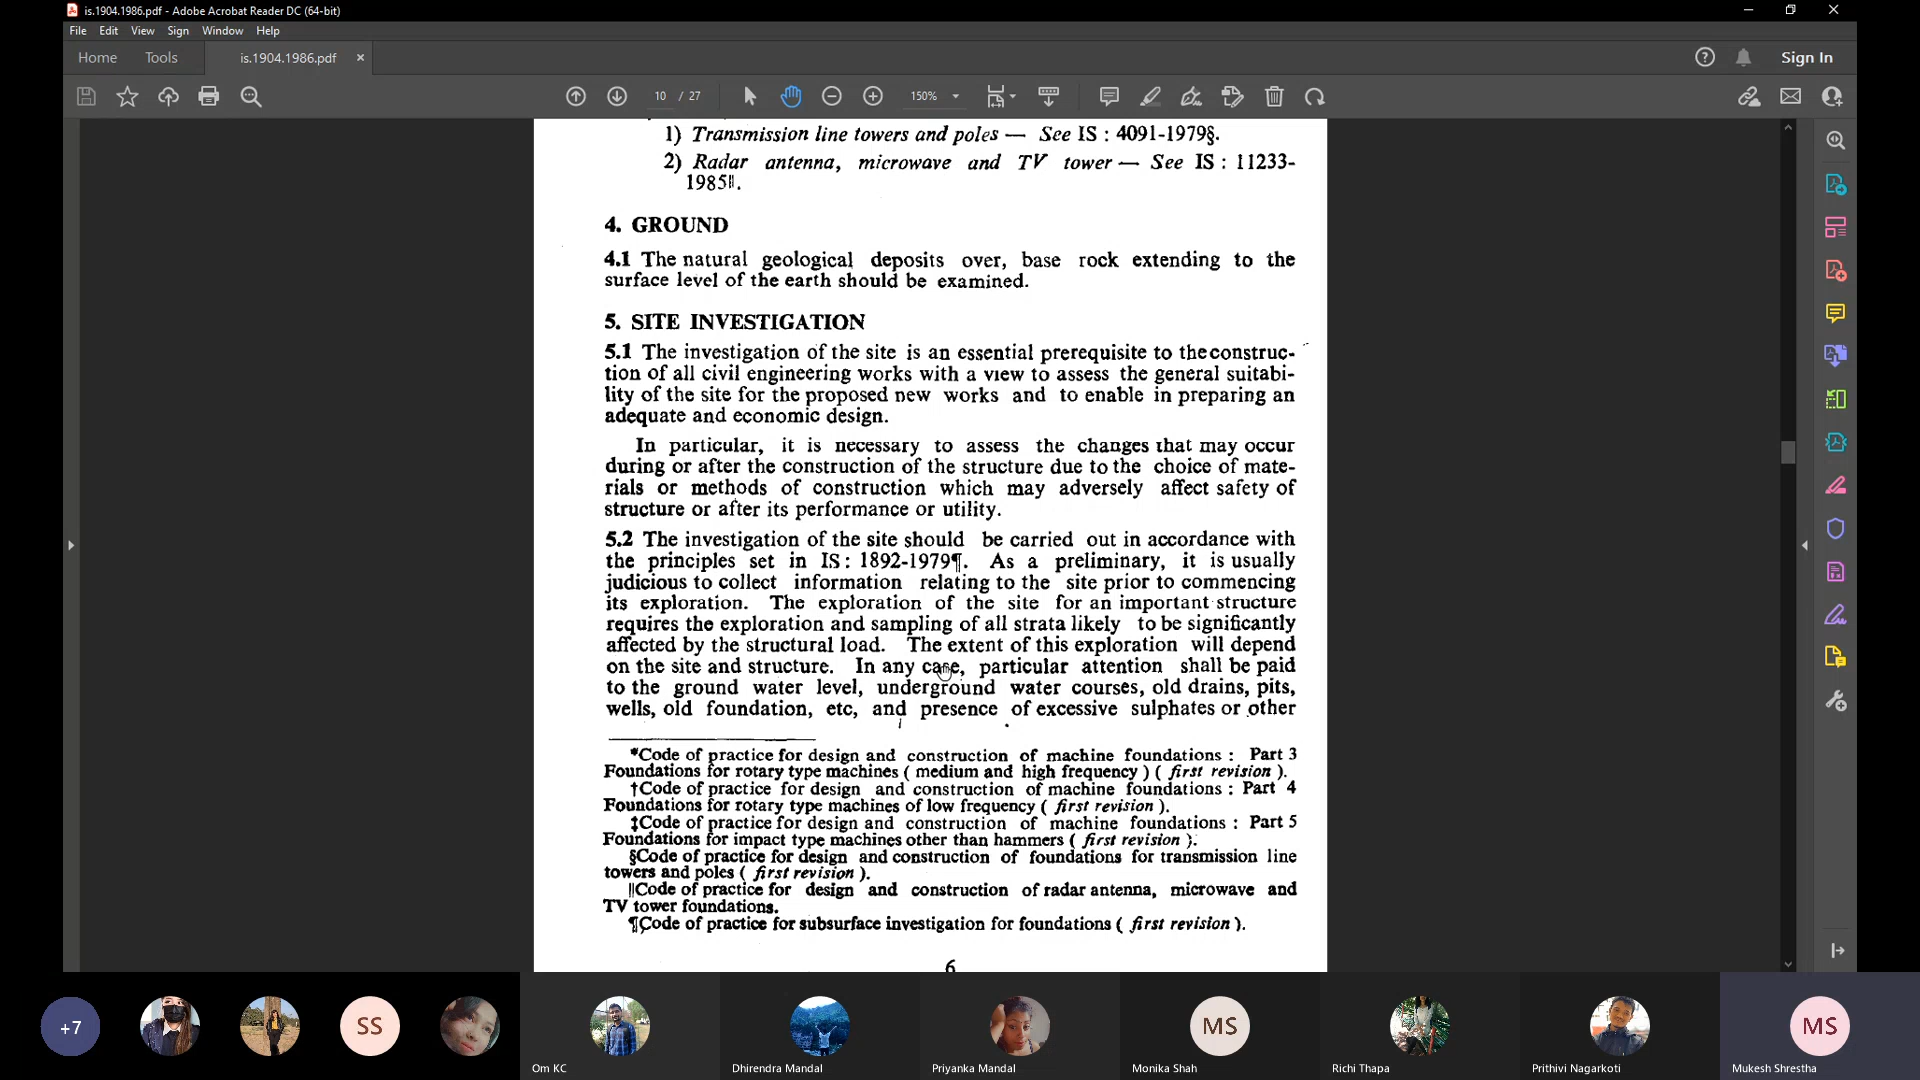 is.1904.1986.pdf - Adobe Acrobat Reader DC (64-bit)
File Edit View Sign Window Help
Home Tools is.1904.1986.pdf × Sign In
10 / 27 150%
1) Transmission line towers and poles — See IS : 4091-1979§.
2) Radar antenna, microwave and TV tower — See IS : 11233-
1985||.
4. GROUND
4.1 The natural geological deposits over, base rock extending to the
surface level of the earth should be examined.
5. SITE INVESTIGATION
5.1 The investigation of the site is an essential prerequisite to the construc-
tion of all civil engineering works with a view to assess the general suitabi-
lity of the site for the proposed new works and to enable in preparing an
adequate and economic design.
In particular, it is necessary to assess the changes that may occur
during or after the construction of the structure due to the choice of mate-
rials or methods of construction which may adversely affect safety of
structure or after its performance or utility.
5.2 The investigation of the site should be carried out in accordance with
the principles set in IS : 1892-1979¶. As a preliminary, it is usually
judicious to collect information relating to the site prior to commencing
its exploration. The exploration of the site for an important structure
requires the exploration and sampling of all strata likely to be significantly
affected by the structural load. The extent of this exploration will depend
on the site and structure. In any case, particular attention shall be paid
to the ground water level, underground water courses, old drains, pits,
wells, old foundation, etc, and presence of excessive sulphates or other
*Code of practice for design and construction of machine foundations : Part 3
Foundations for rotary type machines ( medium and high frequency ) ( first revision ).
†Code of practice for design and construction of machine foundations : Part 4
Foundations for rotary type machines of low frequency ( first revision ).
‡Code of practice for design and construction of machine foundations : Part 5
Foundations for impact type machines other than hammers ( first revision ).
§Code of practice for design and construction of foundations for transmission line
towers and poles ( first revision ).
||Code of practice for design and construction of radar antenna, microwave and
TV tower foundations.
¶Code of practice for subsurface investigation for foundations ( first revision ).
6
+7 SS MS MS
Om KC Dhirendra Mandal Priyanka Mandal Monika Shah Richi Thapa Prithivi Nagarkoti Mukesh Shrestha